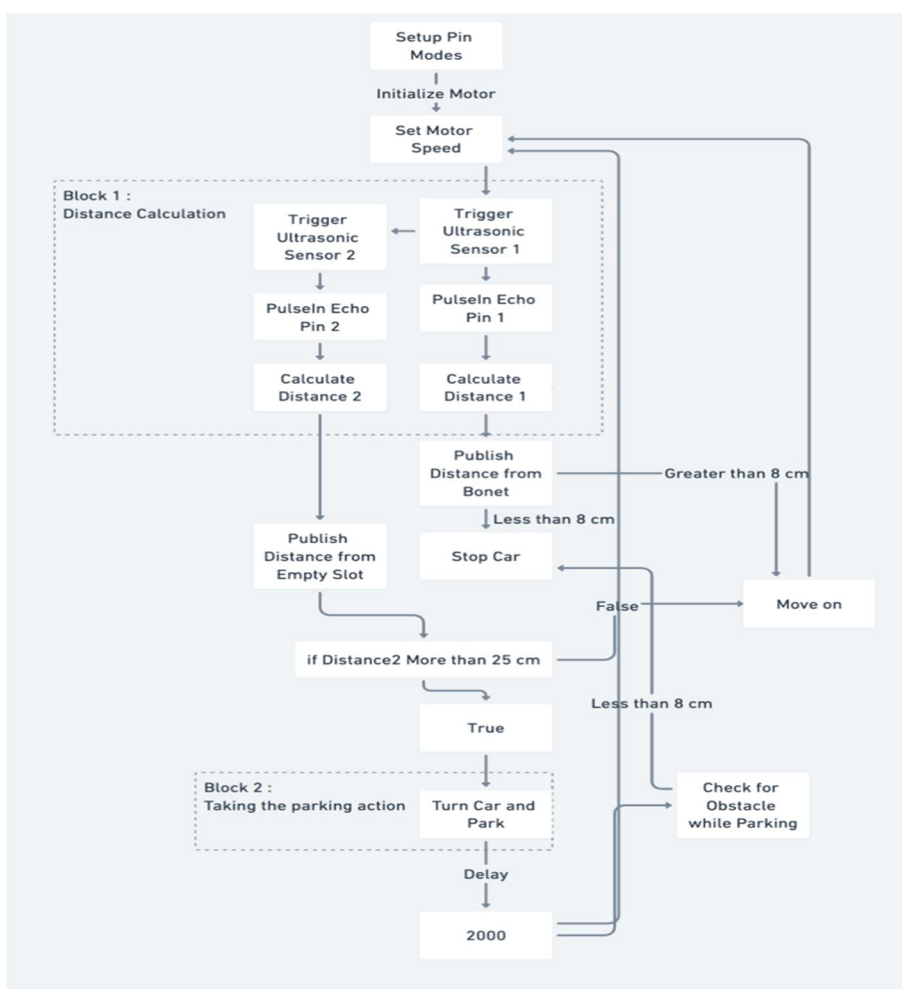 Setup Pin
Modes
Initialize Motor
Set Motor
Speed
Block 1 :
Distance Calculation
Trigger
Ultrasonic
Sensor 2
Trigger
Ultrasonic
Sensor 1
PulseIn Echo
Pin 2
PulseIn Echo
Pin 1
Calculate
Distance 2
Calculate
Distance 1
Publish
Distance from
Bonet
Greater than 8 cm
Less than 8 cm
Publish
Distance from
Empty Slot
Stop Car
False
Move on
if Distance2 More than 25 cm
Less than 8 cm
True
Block 2 :
Taking the parking action
Turn Car and
Park
Check for
Obstacle
while Parking
Delay
2000